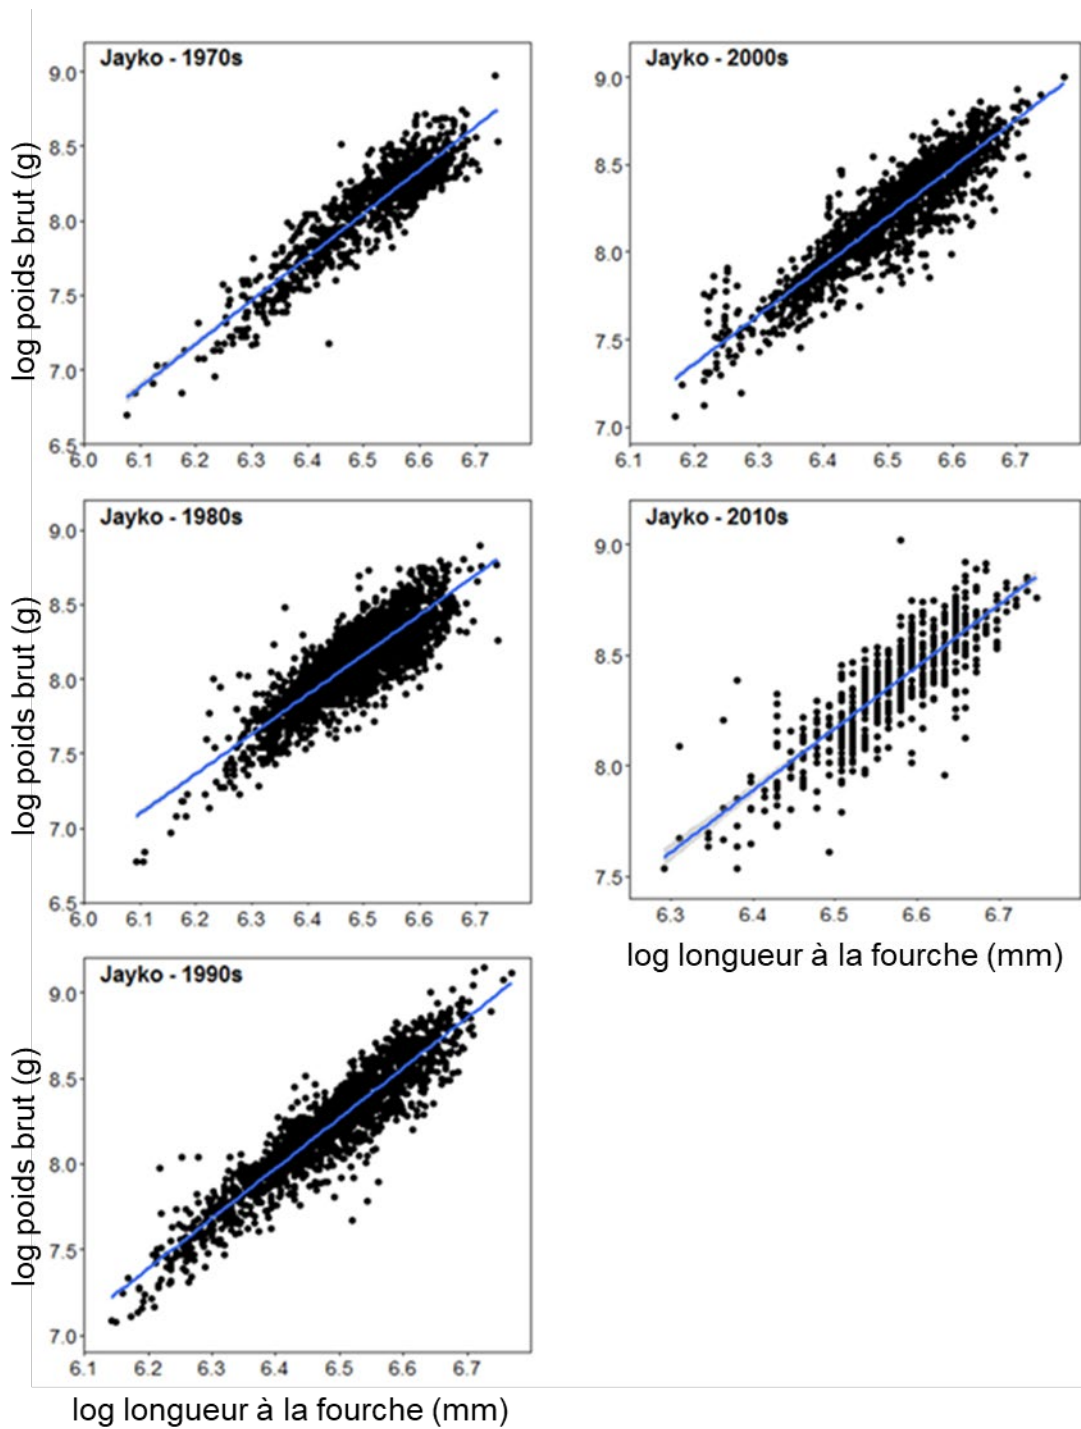 Jayko - 1970s
log poids brut (g)
9.0
8.5
8.0
7.5
7.0
6.5
6.0 6.1 6.2 6.3 6.4 6.5 6.6 6.7
Jayko - 2000s
9.0
8.5
8.0
7.5
7.0
6.1 6.2 6.3 6.4 6.5 6.6 6.7
Jayko - 1980s
log poids brut (g)
9.0
8.5
8.0
7.5
7.0
6.5
6.0 6.1 6.2 6.3 6.4 6.5 6.6 6.7
Jayko - 2010s
9.0
8.5
8.0
7.5
6.3 6.4 6.5 6.6 6.7
log longueur à la fourche (mm)
Jayko - 1990s
log poids brut (g)
9.0
8.5
8.0
7.5
7.0
6.1 6.2 6.3 6.4 6.5 6.6 6.7
log longueur à la fourche (mm)